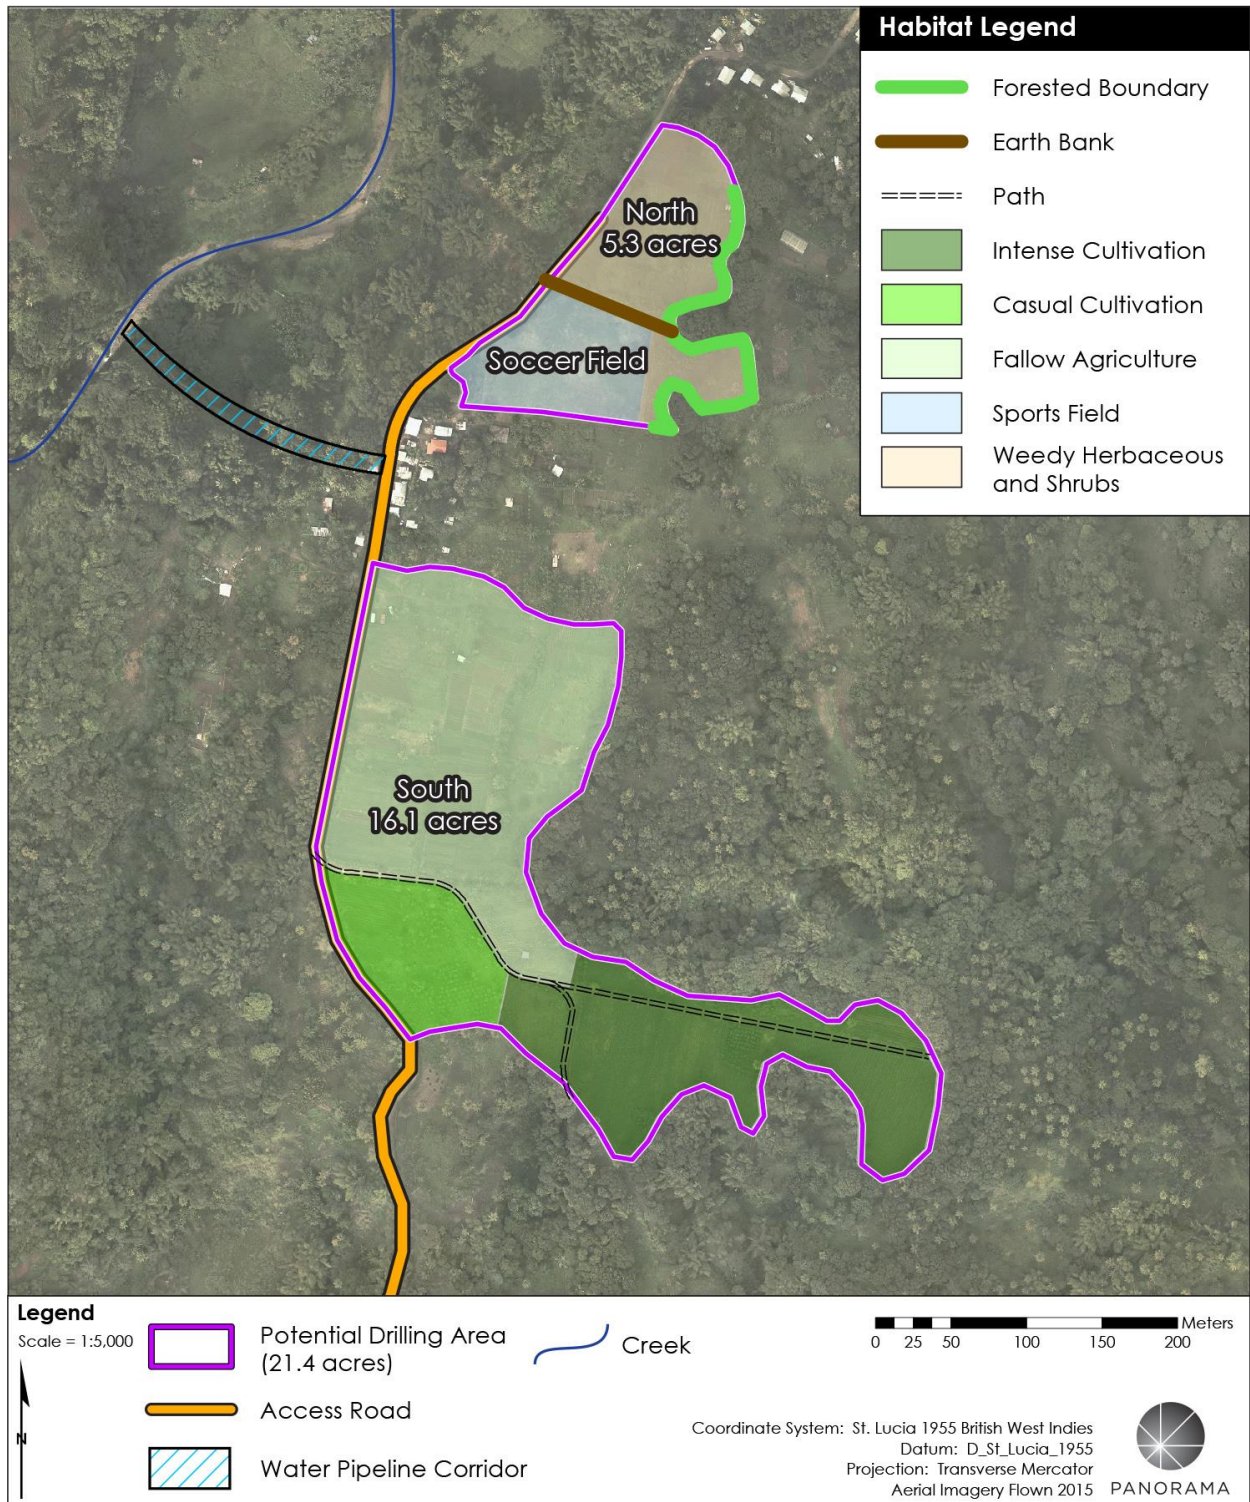 Habitat Legend
Forested Boundary
Earth Bank
Path
Intense Cultivation
Casual Cultivation
Fallow Agriculture
Sports Field
Weedy Herbaceous
and Shrubs
North
5.3 acres
Soccer Field
South
16.1 acres
Legend
Scale = 1:5,000
N
Potential Drilling Area
(21.4 acres)
Access Road
Water Pipeline Corridor
Creek
Meters
0 25 50 100 150 200
Coordinate System: St. Lucia 1955 British West Indies
Datum: D_St_Lucia_1955
Projection: Transverse Mercator
Aerial Imagery Flown 2015
PANORAMA